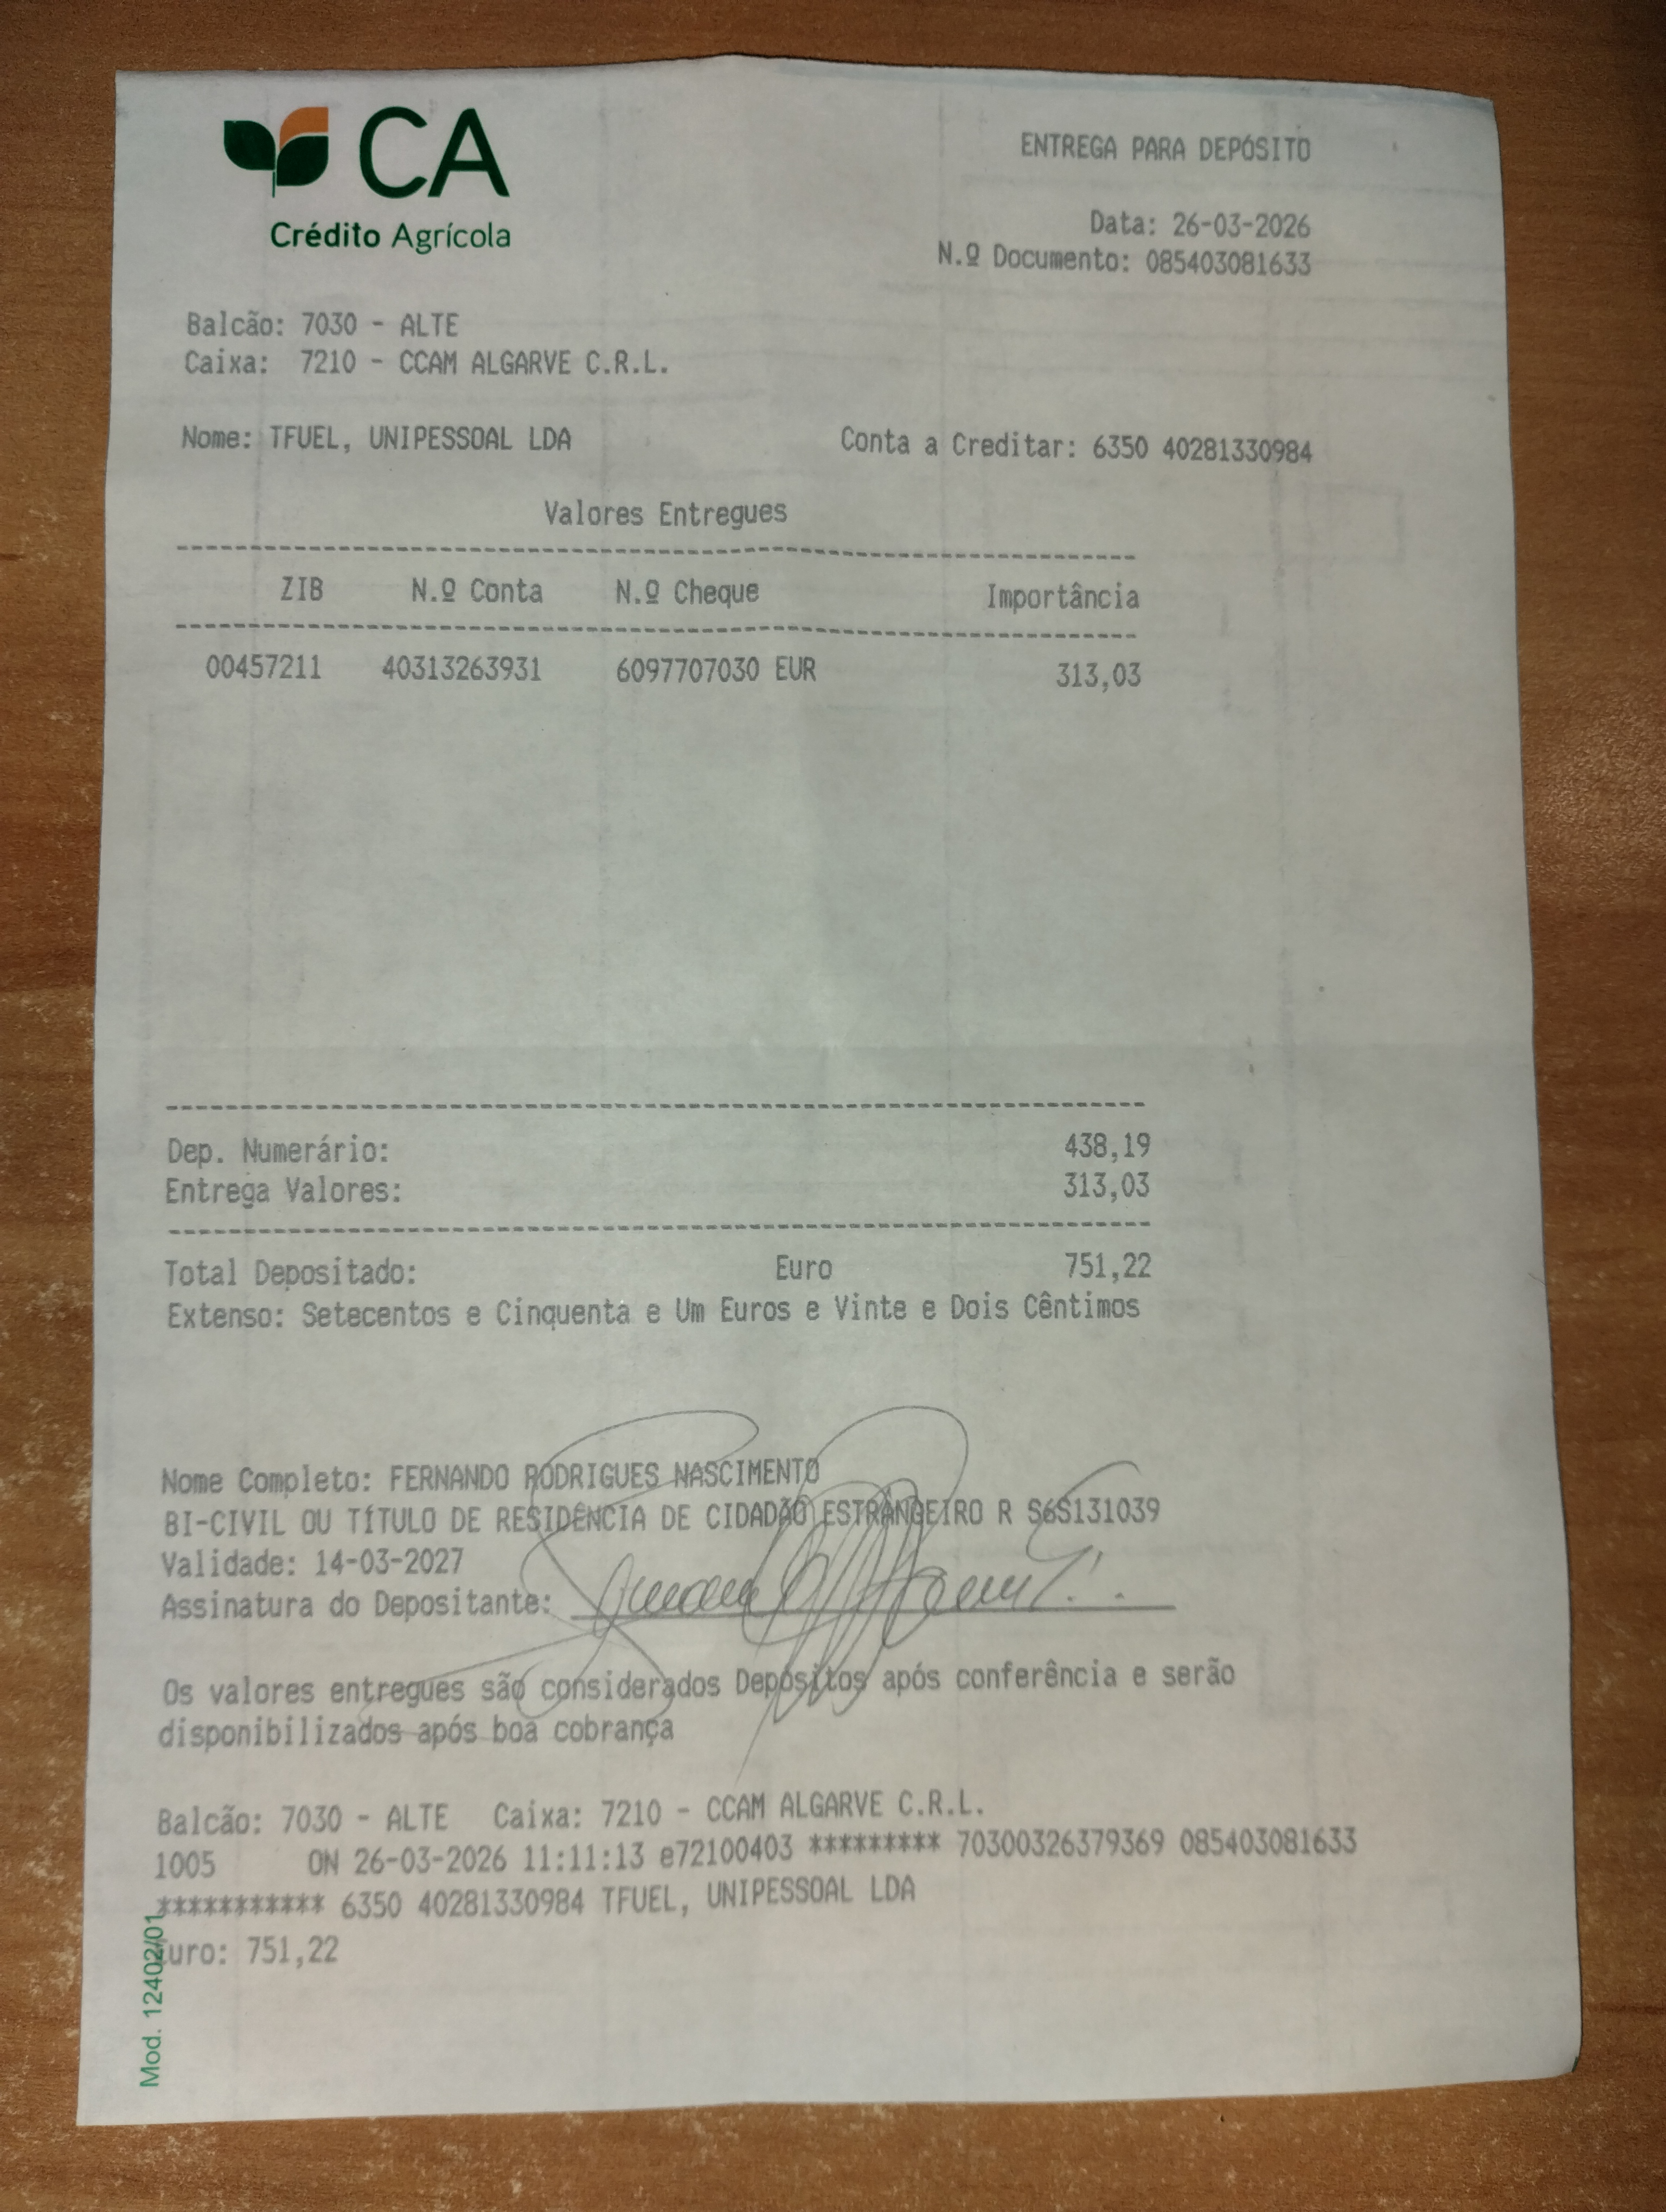 CA
Crédito Agrícola
ENTREGA PARA DEPÓSITO
Data: 26-03-2026
N.º Documento: 085403081633
Balcão: 7030 - ALTE
Caixa: 7210 - CCAM ALGARVE C.R.L.
Nome: TFUEL, UNIPESSOAL LDA Conta a Creditar: 6350 40281330984
Valores Entregues
ZIB N.º Conta N.º Cheque Importância
00457211 40313263931 6097707030 EUR 313,03
Dep. Numerário: 438,19
Entrega Valores: 313,03
Total Depositado: Euro 751,22
Extenso: Setecentos e Cinquenta e Um Euros e Vinte e Dois Cêntimos
Nome Completo: FERNANDO RODRIGUES NASCIMENTO
BI-CIVIL OU TÍTULO DE RESIDÊNCIA DE CIDADÃO ESTRANGEIRO R S6S131039
Validade: 14-03-2027
Assinatura do Depositante:
Os valores entregues são considerados Depósitos após conferência e serão
disponibilizados após boa cobrança
Balcão: 7030 - ALTE Caixa: 7210 - CCAM ALGARVE C.R.L.
1005 ON 26-03-2026 11:11:13 e72100403 ********* 70300326379369 085403081633
*********** 6350 40281330984 TFUEL, UNIPESSOAL LDA
Euro: 751,22
Mod. 12402/01